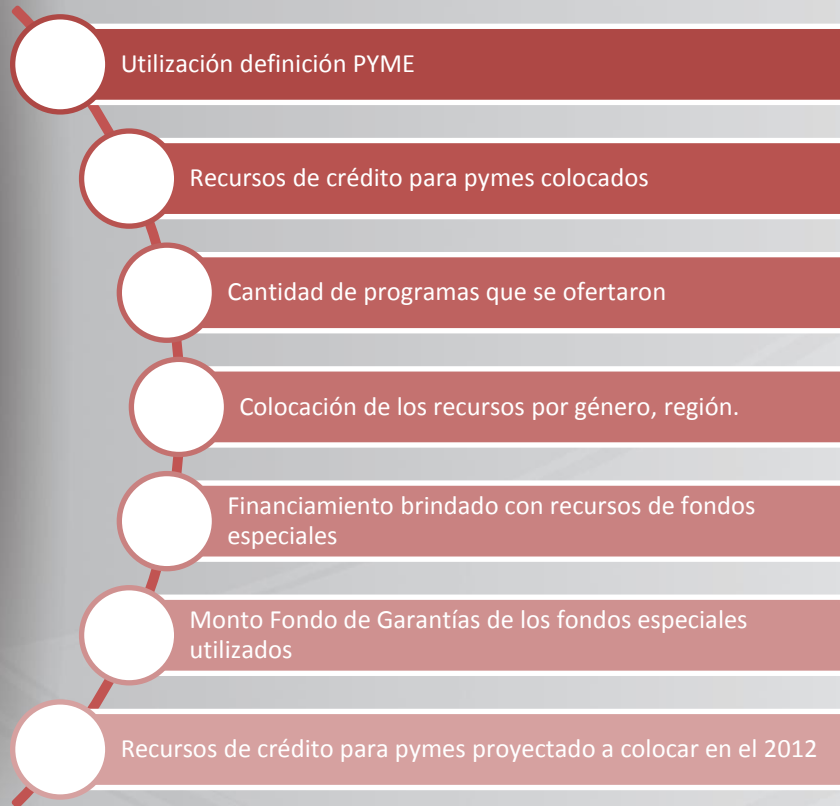 Utilización definición PYME
Recursos de crédito para pymes colocados
Cantidad de programas que se ofertaron
Colocación de los recursos por género, región.
Financiamiento brindado con recursos de fondos
especiales
Monto Fondo de Garantías de los fondos especiales
utilizados
Recursos de crédito para pymes proyectado a colocar en el 2012